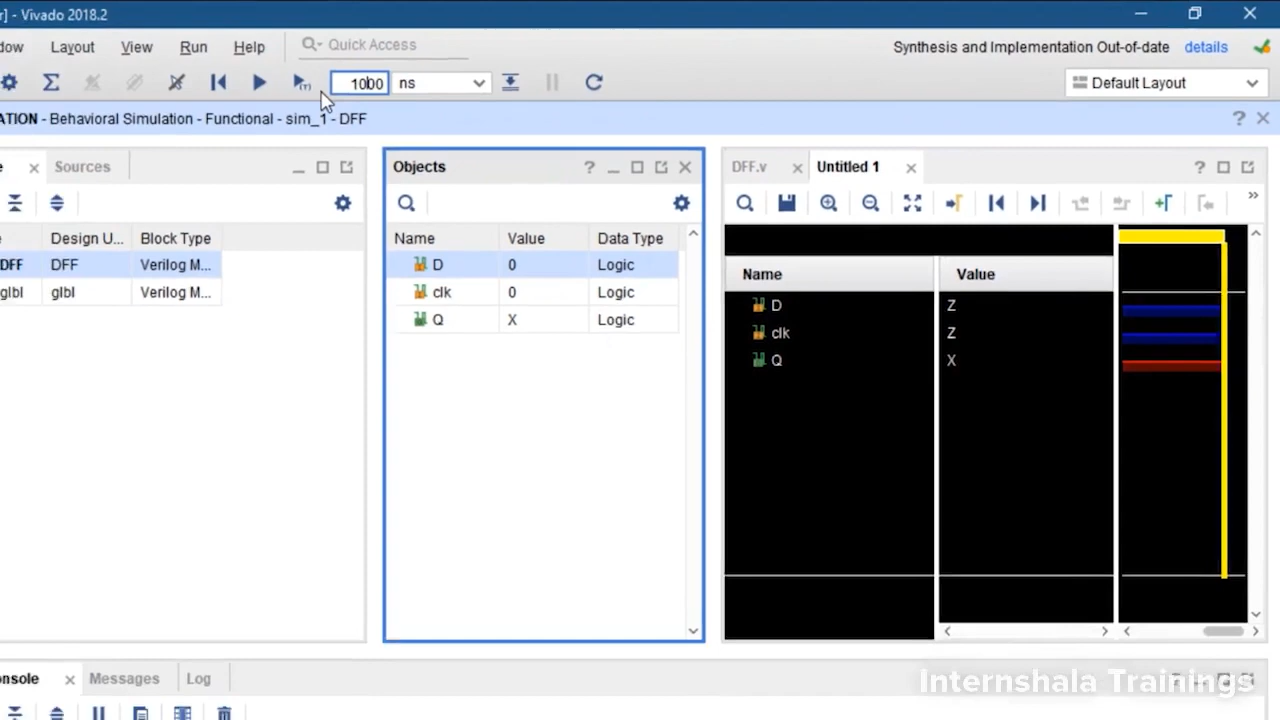 r] - Vivado 2018.2
dow Layout View Run Help Quick Access Synthesis and Implementation Out-of-date details
1000 ns Default Layout
ATION - Behavioral Simulation - Functional - sim_1 - DFF
e Sources
Objects
DFF.v Untitled 1
e Design U... Block Type
DFF DFF Verilog M...
glbl glbl Verilog M...
Name Value Data Type
D 0 Logic
clk 0 Logic
Q X Logic
Name Value
D Z
clk Z
Q X
onsole Messages Log
Internshala Trainings